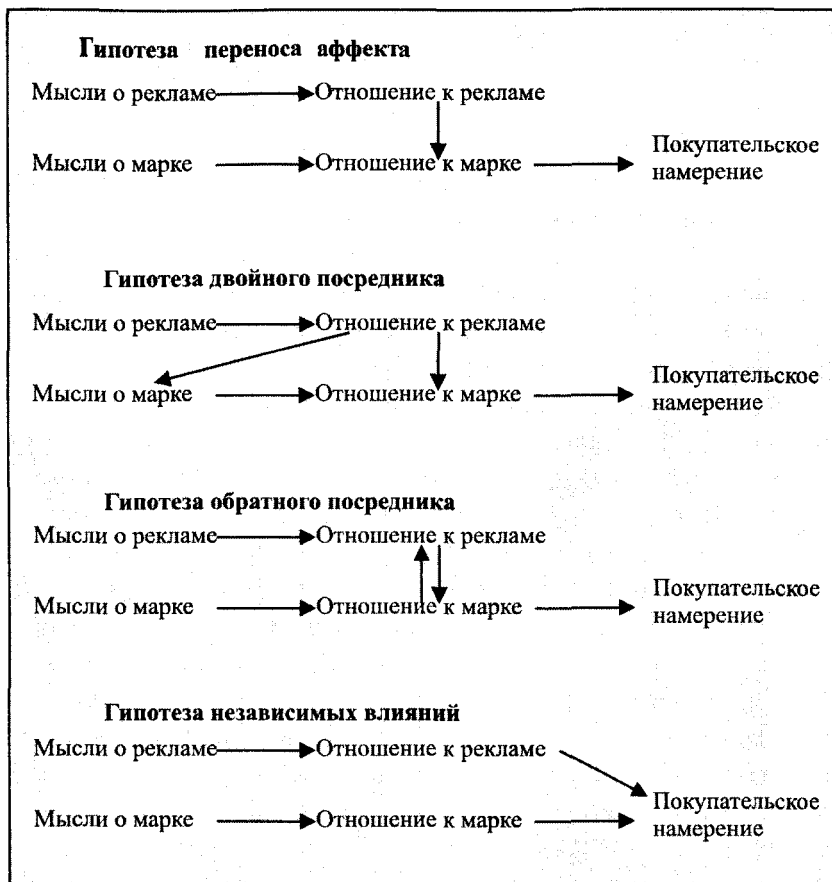 Гипотеза переноса аффекта
Мысли о рекламе Отношение к рекламе
Мысли о марке Отношение к марке Покупательское
намерение
Гипотеза двойного посредника
Мысли о рекламе Отношение к рекламе
Мысли о марке Отношение к марке Покупательское
намерение
Гипотеза обратного посредника
Мысли о рекламе Отношение к рекламе
Мысли о марке Отношение к марке Покупательское
намерение
Гипотеза независимых влияний
Мысли о рекламе Отношение к рекламе
Мысли о марке Отношение к марке Покупательское
намерение